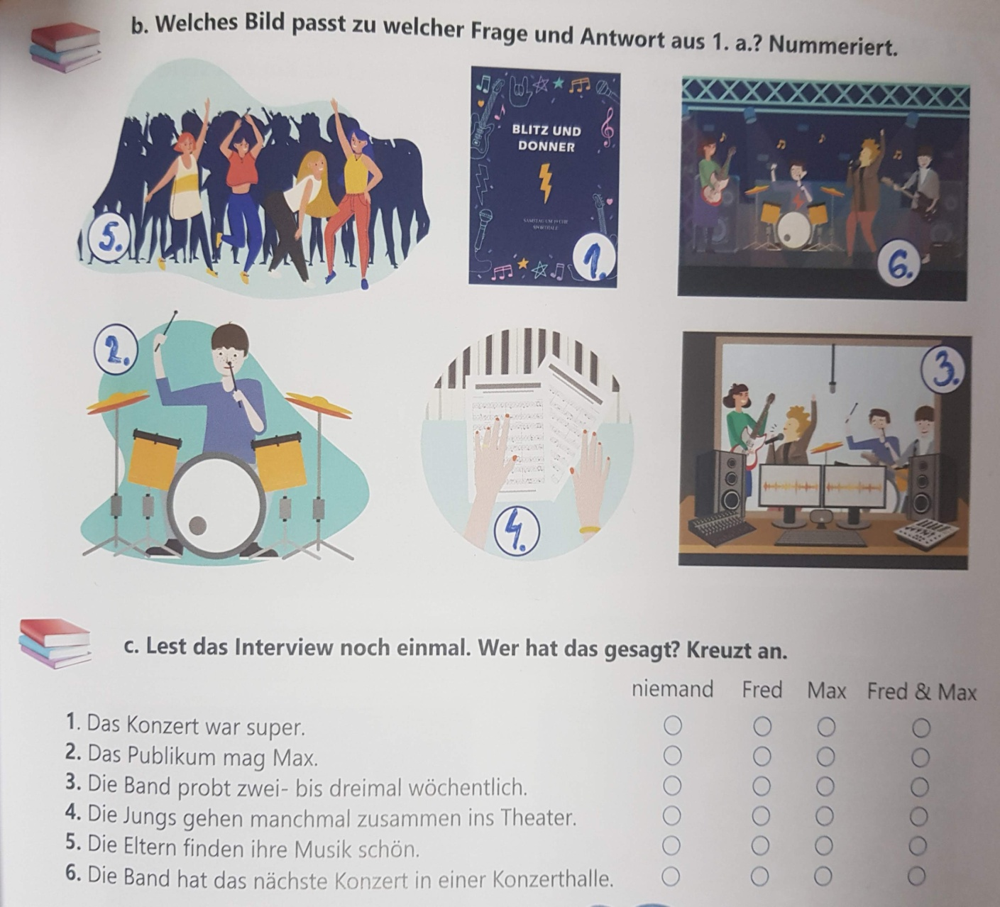 b. Welches Bild passt zu welcher Frage und Antwort aus 1. a.? Nummeriert.
BLITZ UND
DONNER
SAMSTAG UM 19 UHR
SPORTHALLE
5.
1.
6.
2.
4.
3.
c. Lest das Interview noch einmal. Wer hat das gesagt? Kreuzt an.
niemand Fred Max Fred & Max
1. Das Konzert war super.
2. Das Publikum mag Max.
3. Die Band probt zwei- bis dreimal wöchentlich.
4. Die Jungs gehen manchmal zusammen ins Theater.
5. Die Eltern finden ihre Musik schön.
6. Die Band hat das nächste Konzert in einer Konzerthalle.